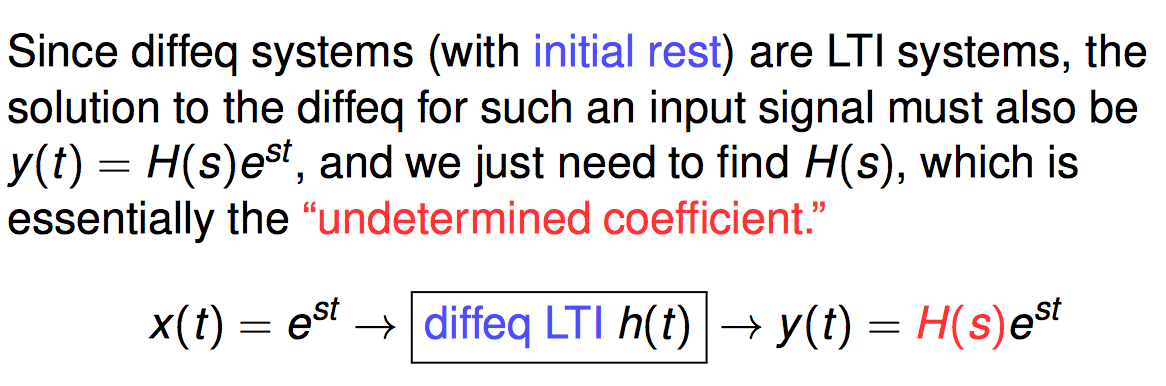 Since diffeq systems (with initial rest) are LTI systems, the
solution to the diffeq for such an input signal must also be
y(t) = H(s)e^{st}, and we just need to find H(s), which is
essentially the “undetermined coefficient.”
x(t) = e^{st} → diffeq LTI h(t) → y(t) = H(s)e^{st}